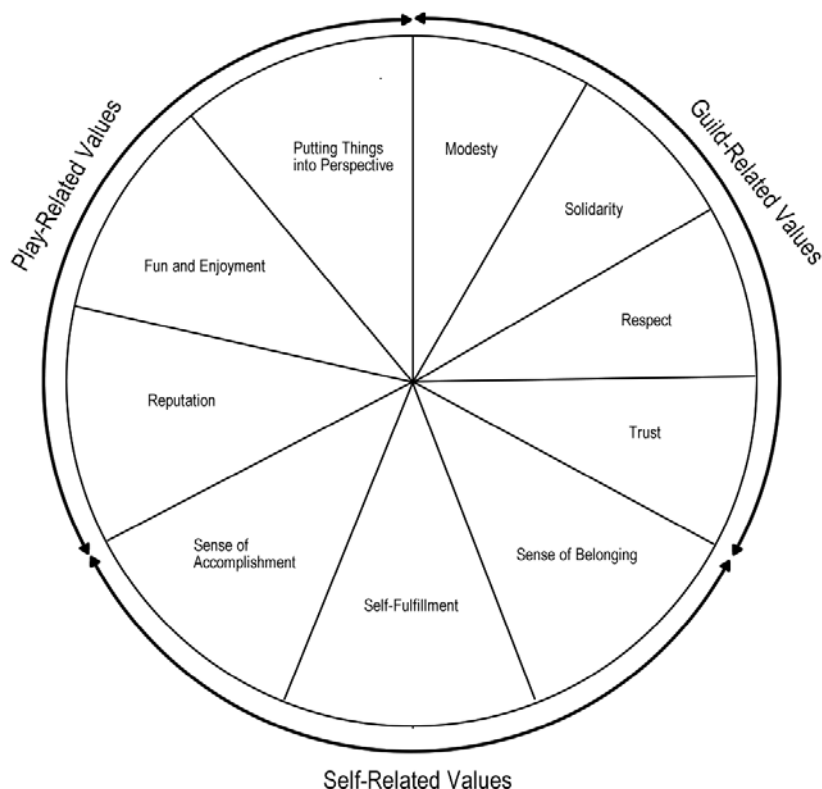 Play-Related Values
Guild-Related Values
Putting Things
into Perspective
Modesty
Solidarity
Fun and Enjoyment
Respect
Reputation
Trust
Sense of
Accomplishment
Sense of Belonging
Self-Fulfillment
Self-Related Values